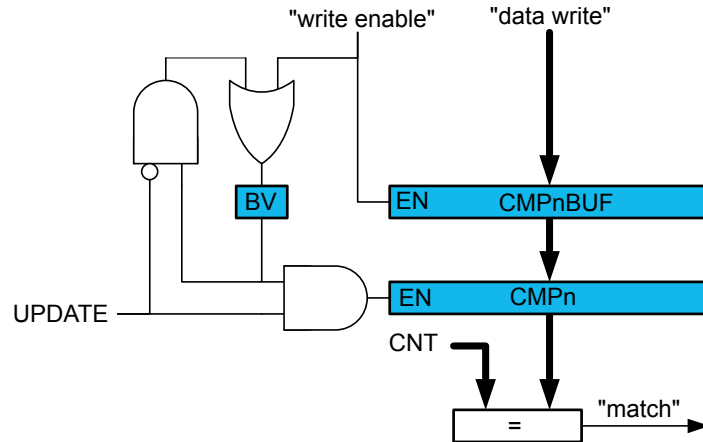 "write enable"
"data write"
BV
EN
CMPnBUF
EN
CMPn
UPDATE
CNT
=
"match"